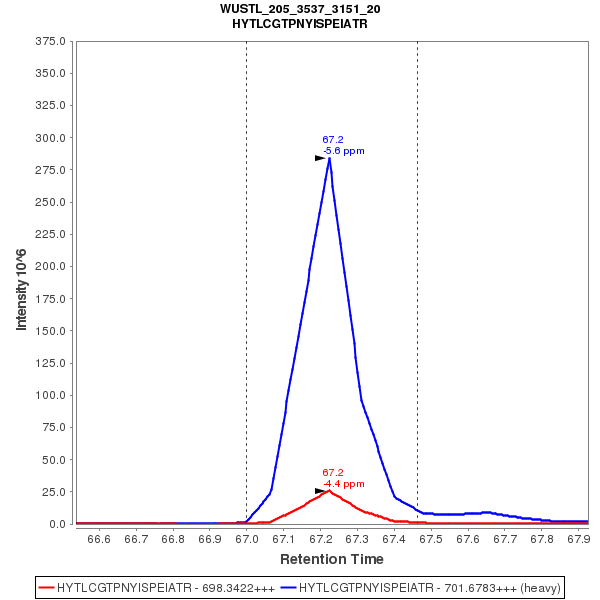 WUSTL_205_3537_3151_20
HYTLCGTPNYISPEIATR
375.0
350.0
325.0
300.0
275.0
250.0
225.0
200.0
175.0
150.0
125.0
100.0
75.0
50.0
25.0
0.0
Intensity 10^6
67.2
-5.6 ppm
67.2
-4.4 ppm
66.6 66.7 66.8 66.9 67.0 67.1 67.2 67.3 67.4 67.5 67.6 67.7 67.8 67.9
Retention Time
HYTLCGTPNYISPEIATR - 698.3422+++ HYTLCGTPNYISPEIATR - 701.6783+++ (heavy)